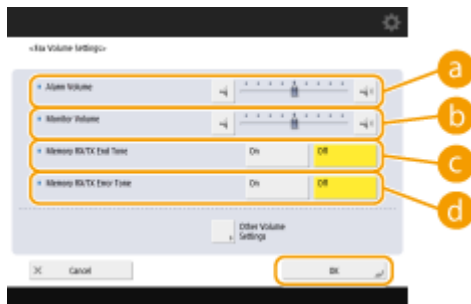 <Fax Volume Settings>
Alarm Volume
a
Monitor Volume
b
Memory RX/TX End Tone
On
Off
c
Memory RX/TX Error Tone
On
Off
d
Other Volume
Settings
Cancel
OK